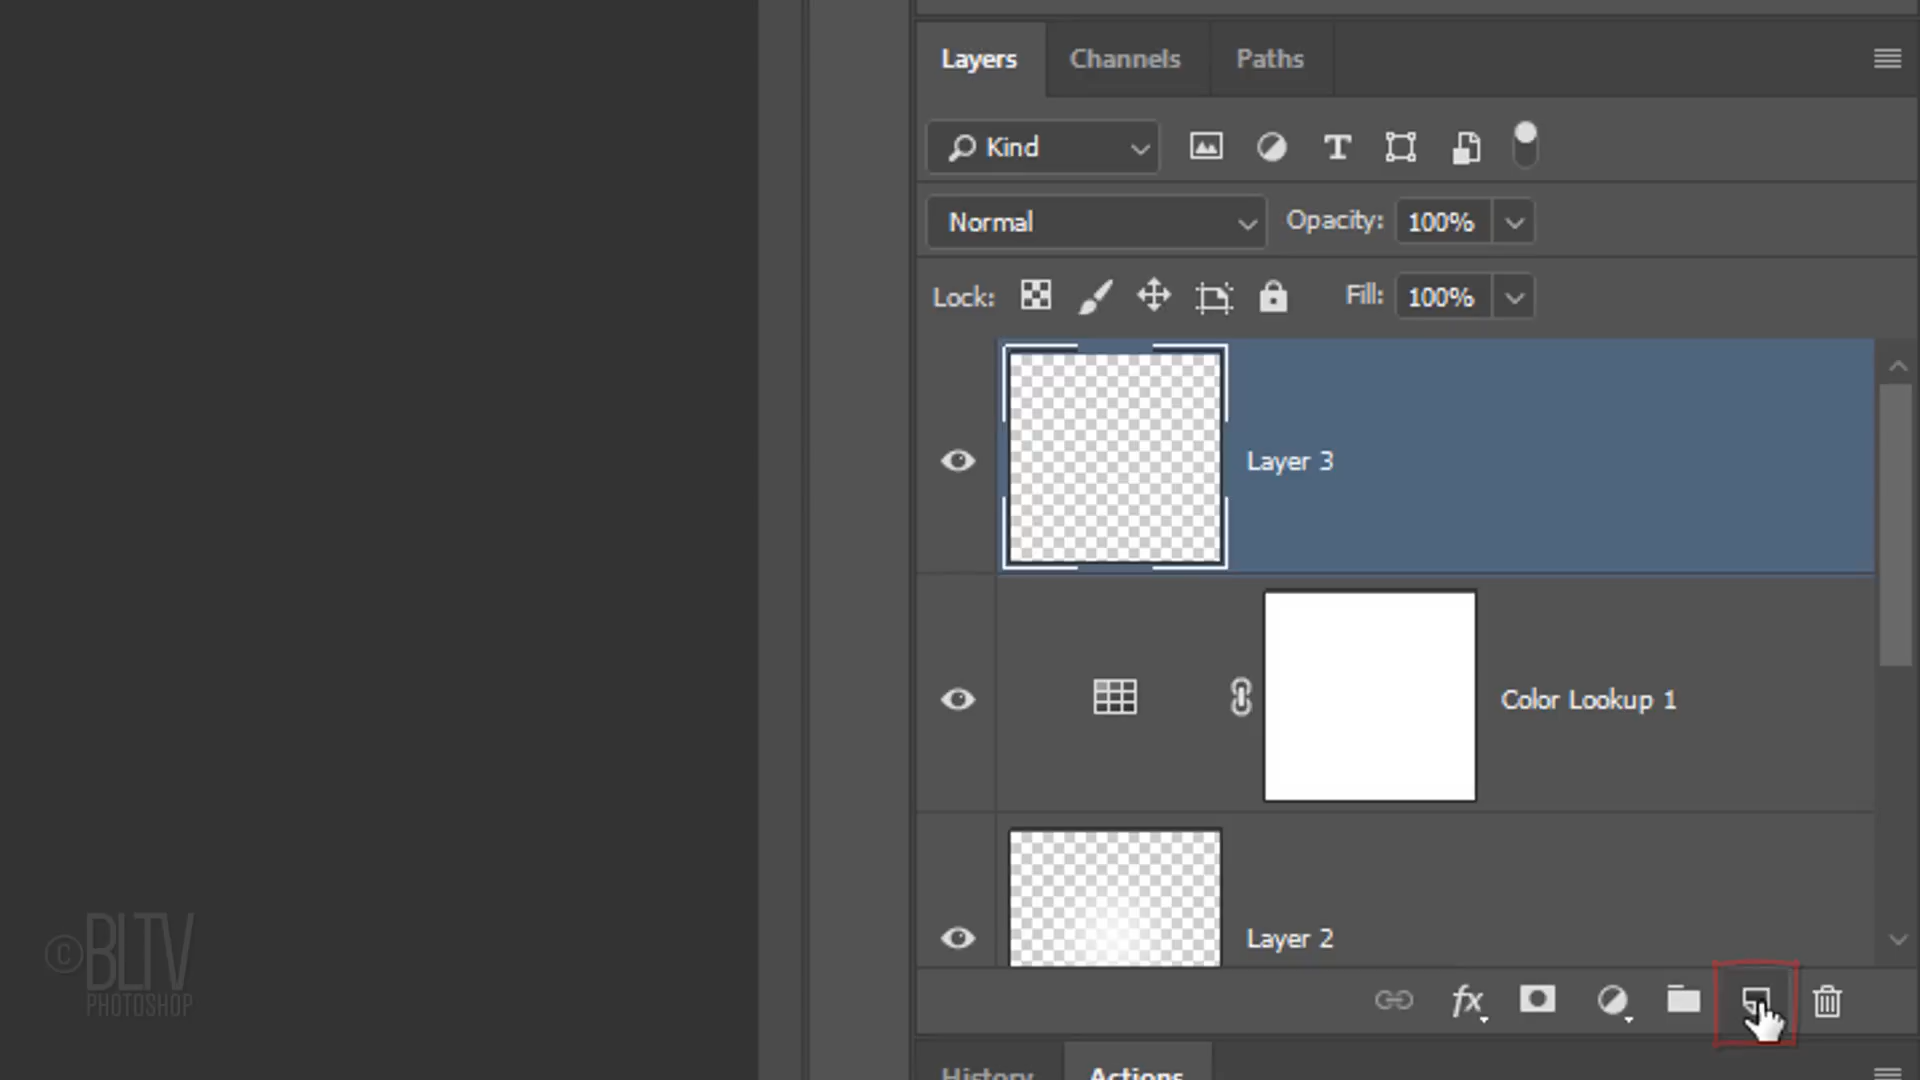 Layers Channels Paths
Kind
Normal Opacity: 100%
Lock: Fill: 100%
Layer 3
Color Lookup 1
Layer 2
fx
©BLTV
PHOTOSHOP
History Actions